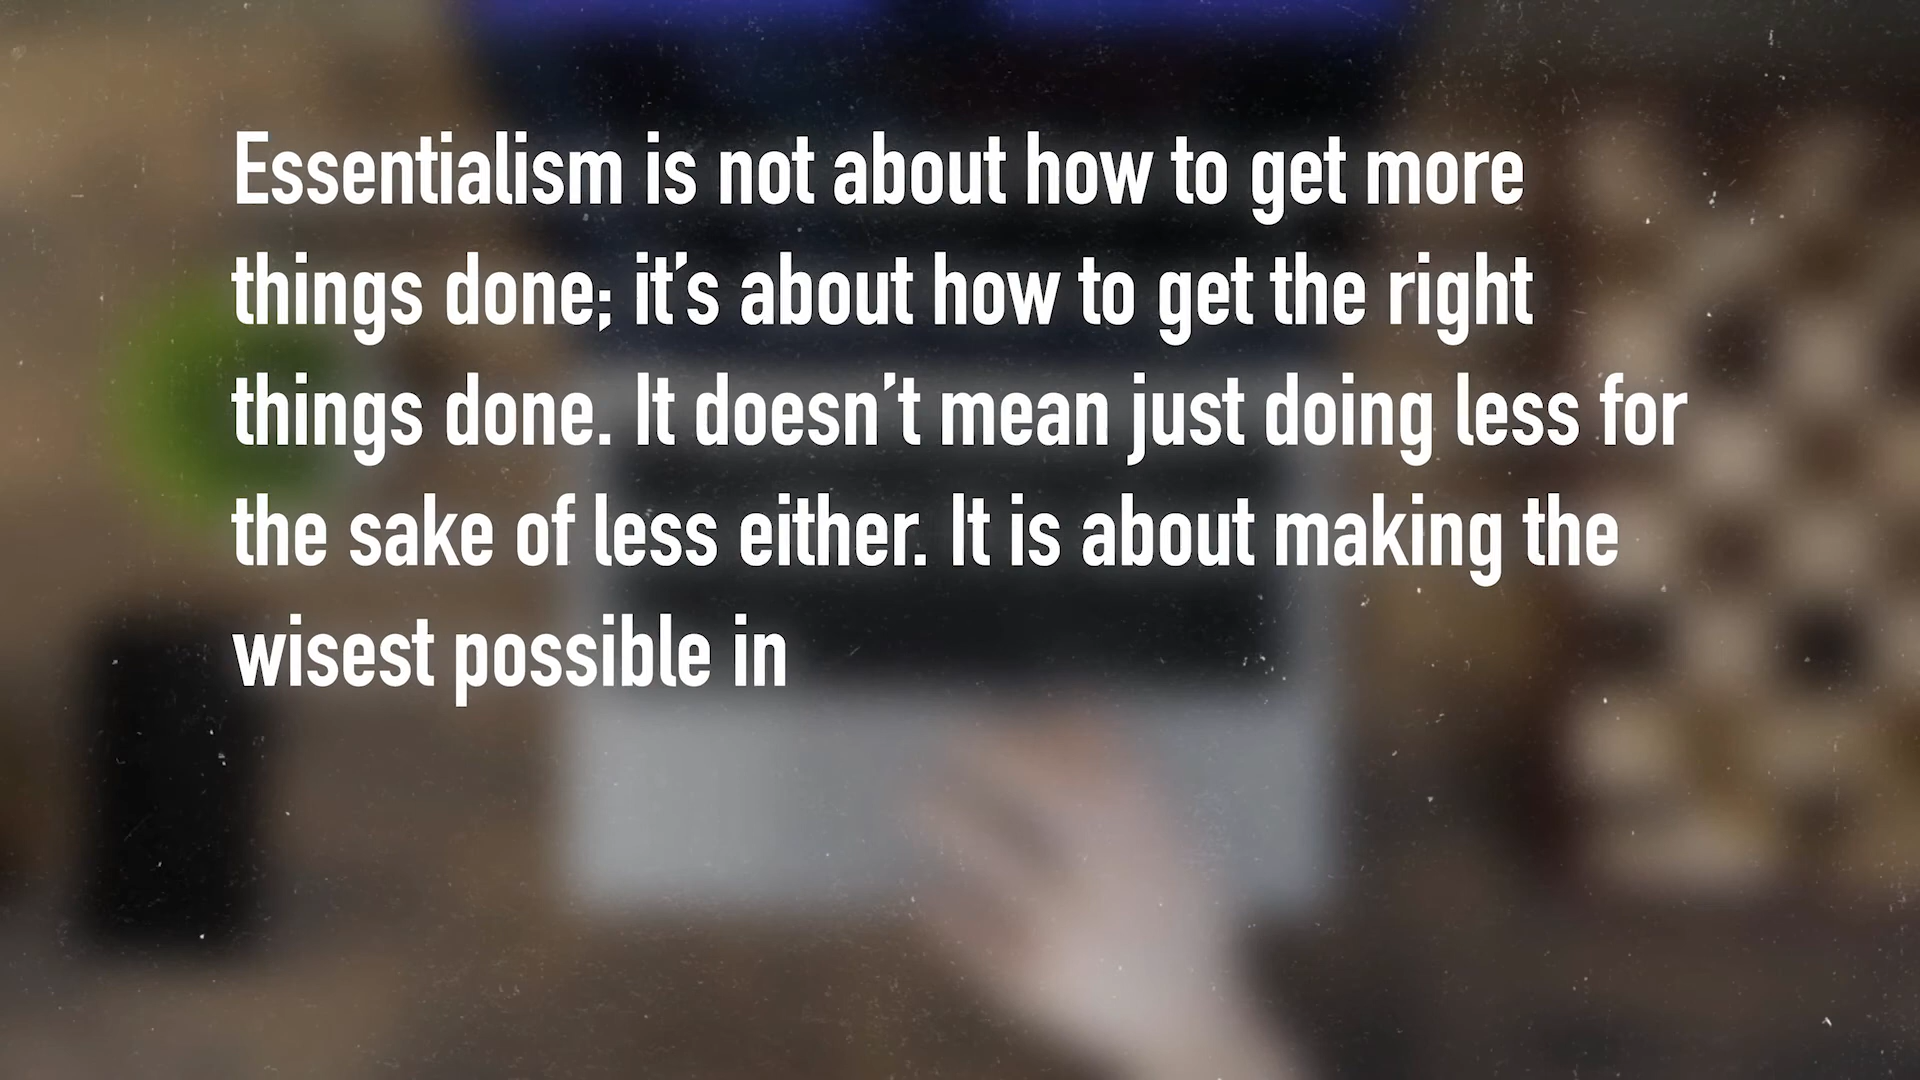 Essentialism is not about how to get more
things done; it’s about how to get the right
things done. It doesn’t mean just doing less for
the sake of less either. It is about making the
wisest possible in